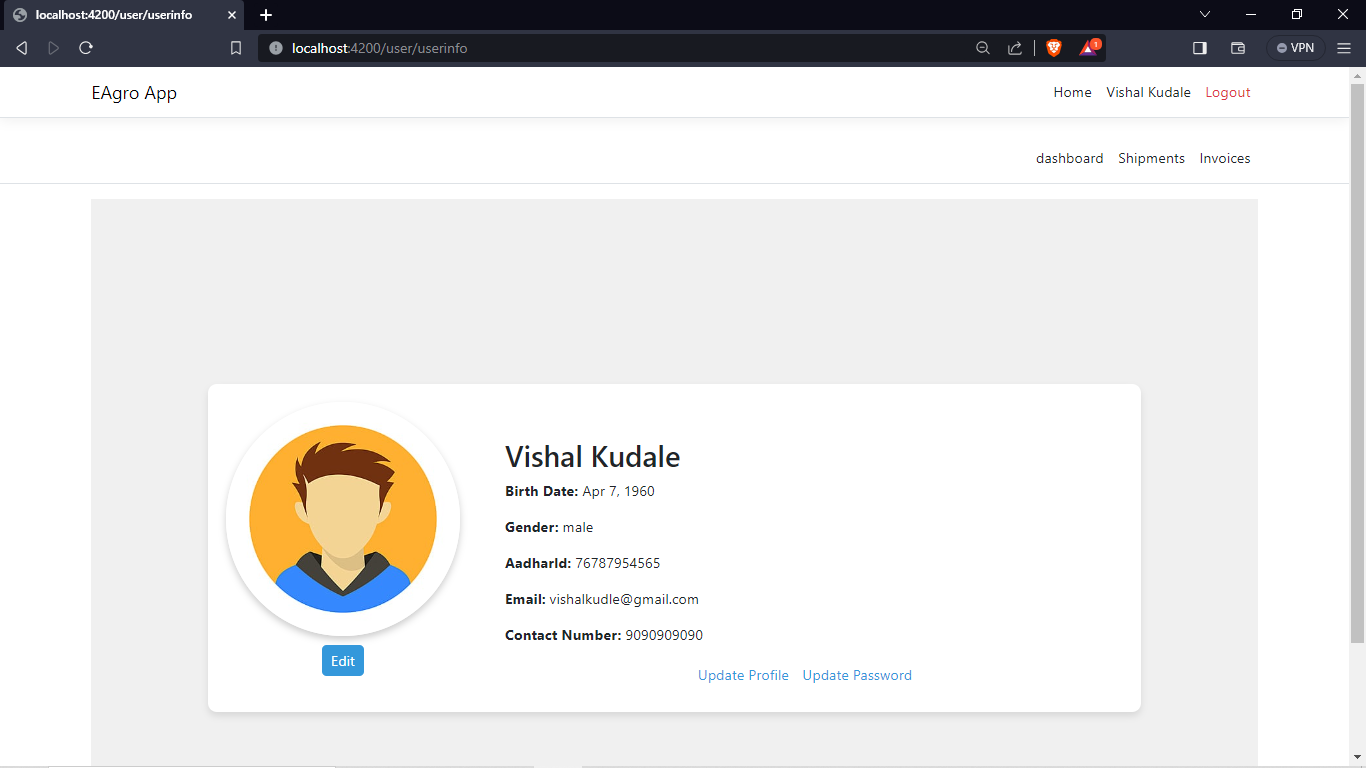 localhost:4200/user/userinfo
localhost:4200/user/userinfo
1
VPN
EAgro App
Home Vishal Kudale Logout
dashboard Shipments Invoices
Vishal Kudale
Birth Date: Apr 7, 1960
Gender: male
AadharId: 76787954565
Email: vishalkudle@gmail.com
Contact Number: 9090909090
Edit
Update Profile Update Password